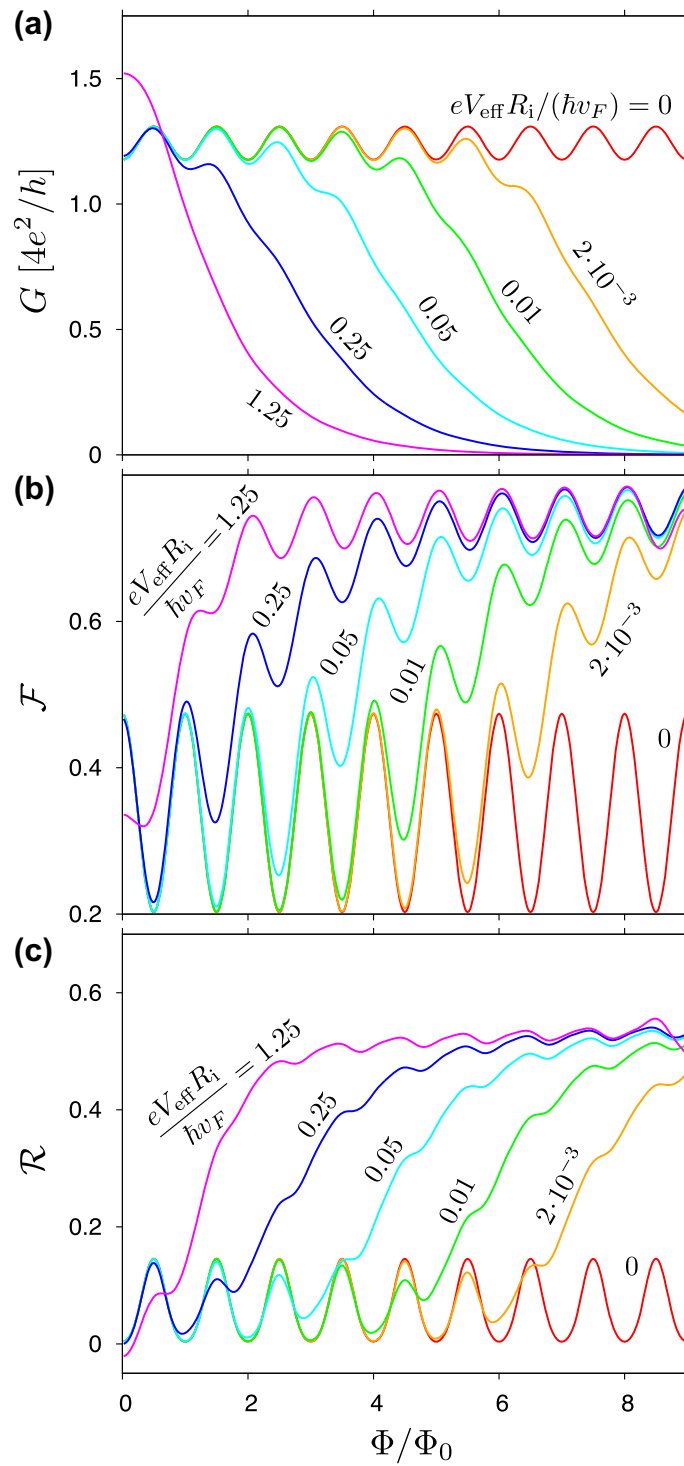 (a)
1.5
1.0
0.5
0
G [4e²/h]
eV_eff R_i/(ħv_F) = 0
2·10⁻³
0.01
0.05
0.25
1.25
(b)
0.6
0.4
0.2
ℱ
eV_eff R_i
ħv_F
=1.25
0.25
0.05
0.01
2·10⁻³
0
(c)
0.6
0.4
0.2
0
ℛ
eV_eff R_i
ħv_F
=1.25
0.25
0.05
0.01
2·10⁻³
0
0 2 4 6 8
Φ/Φ₀